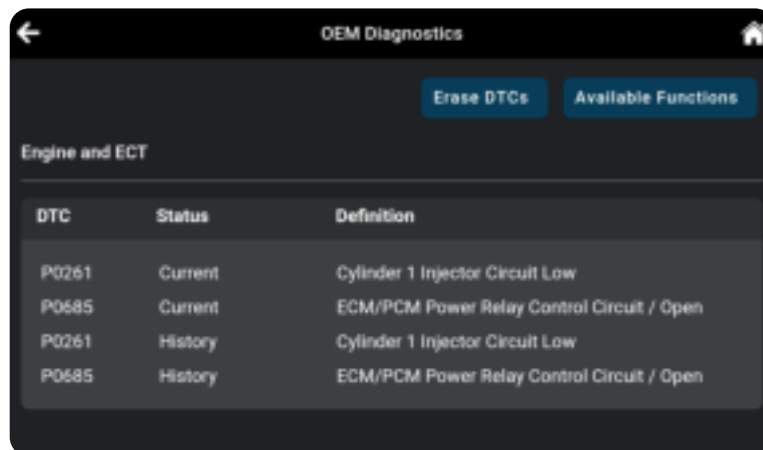 OEM Diagnostics
Erase DTCs Available Functions
Engine and ECT
DTC Status Definition
P0261 Current Cylinder 1 Injector Circuit Low
P0685 Current ECM/PCM Power Relay Control Circuit / Open
P0261 History Cylinder 1 Injector Circuit Low
P0685 History ECM/PCM Power Relay Control Circuit / Open